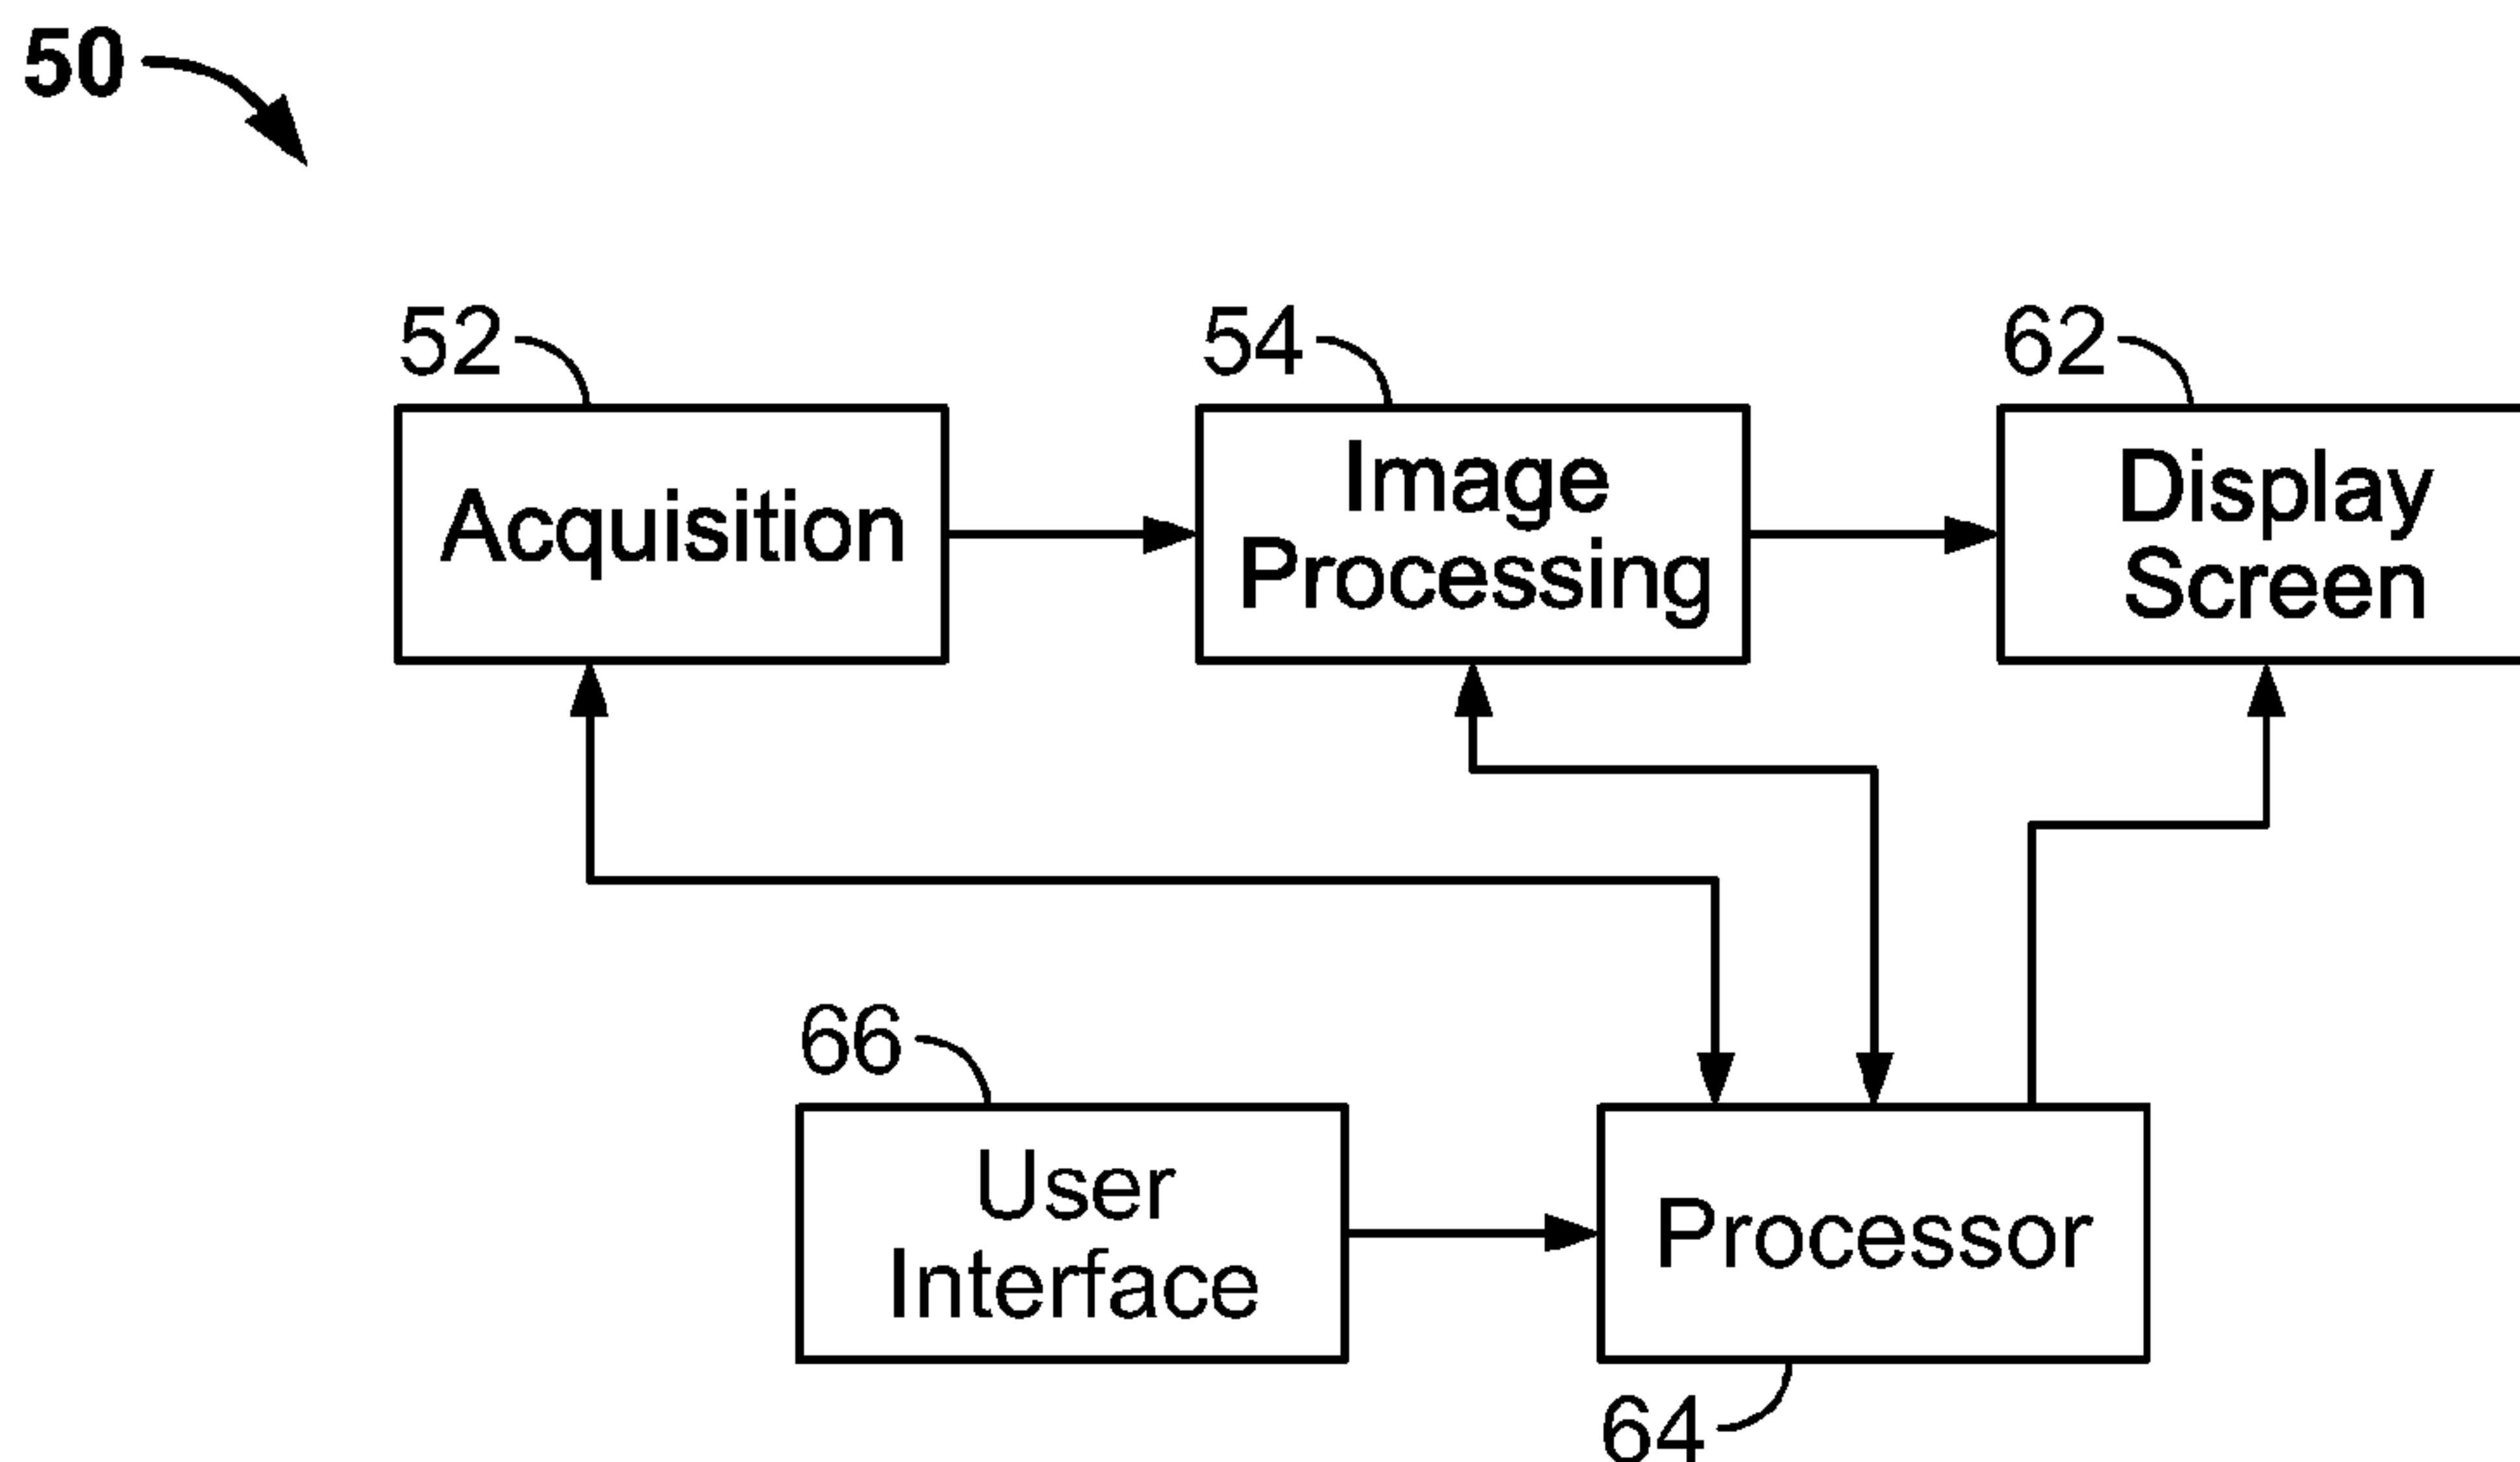 50
52
54
62
Acquisition
Image
Processing
Display
Screen
66
User
Interface
Processor
64